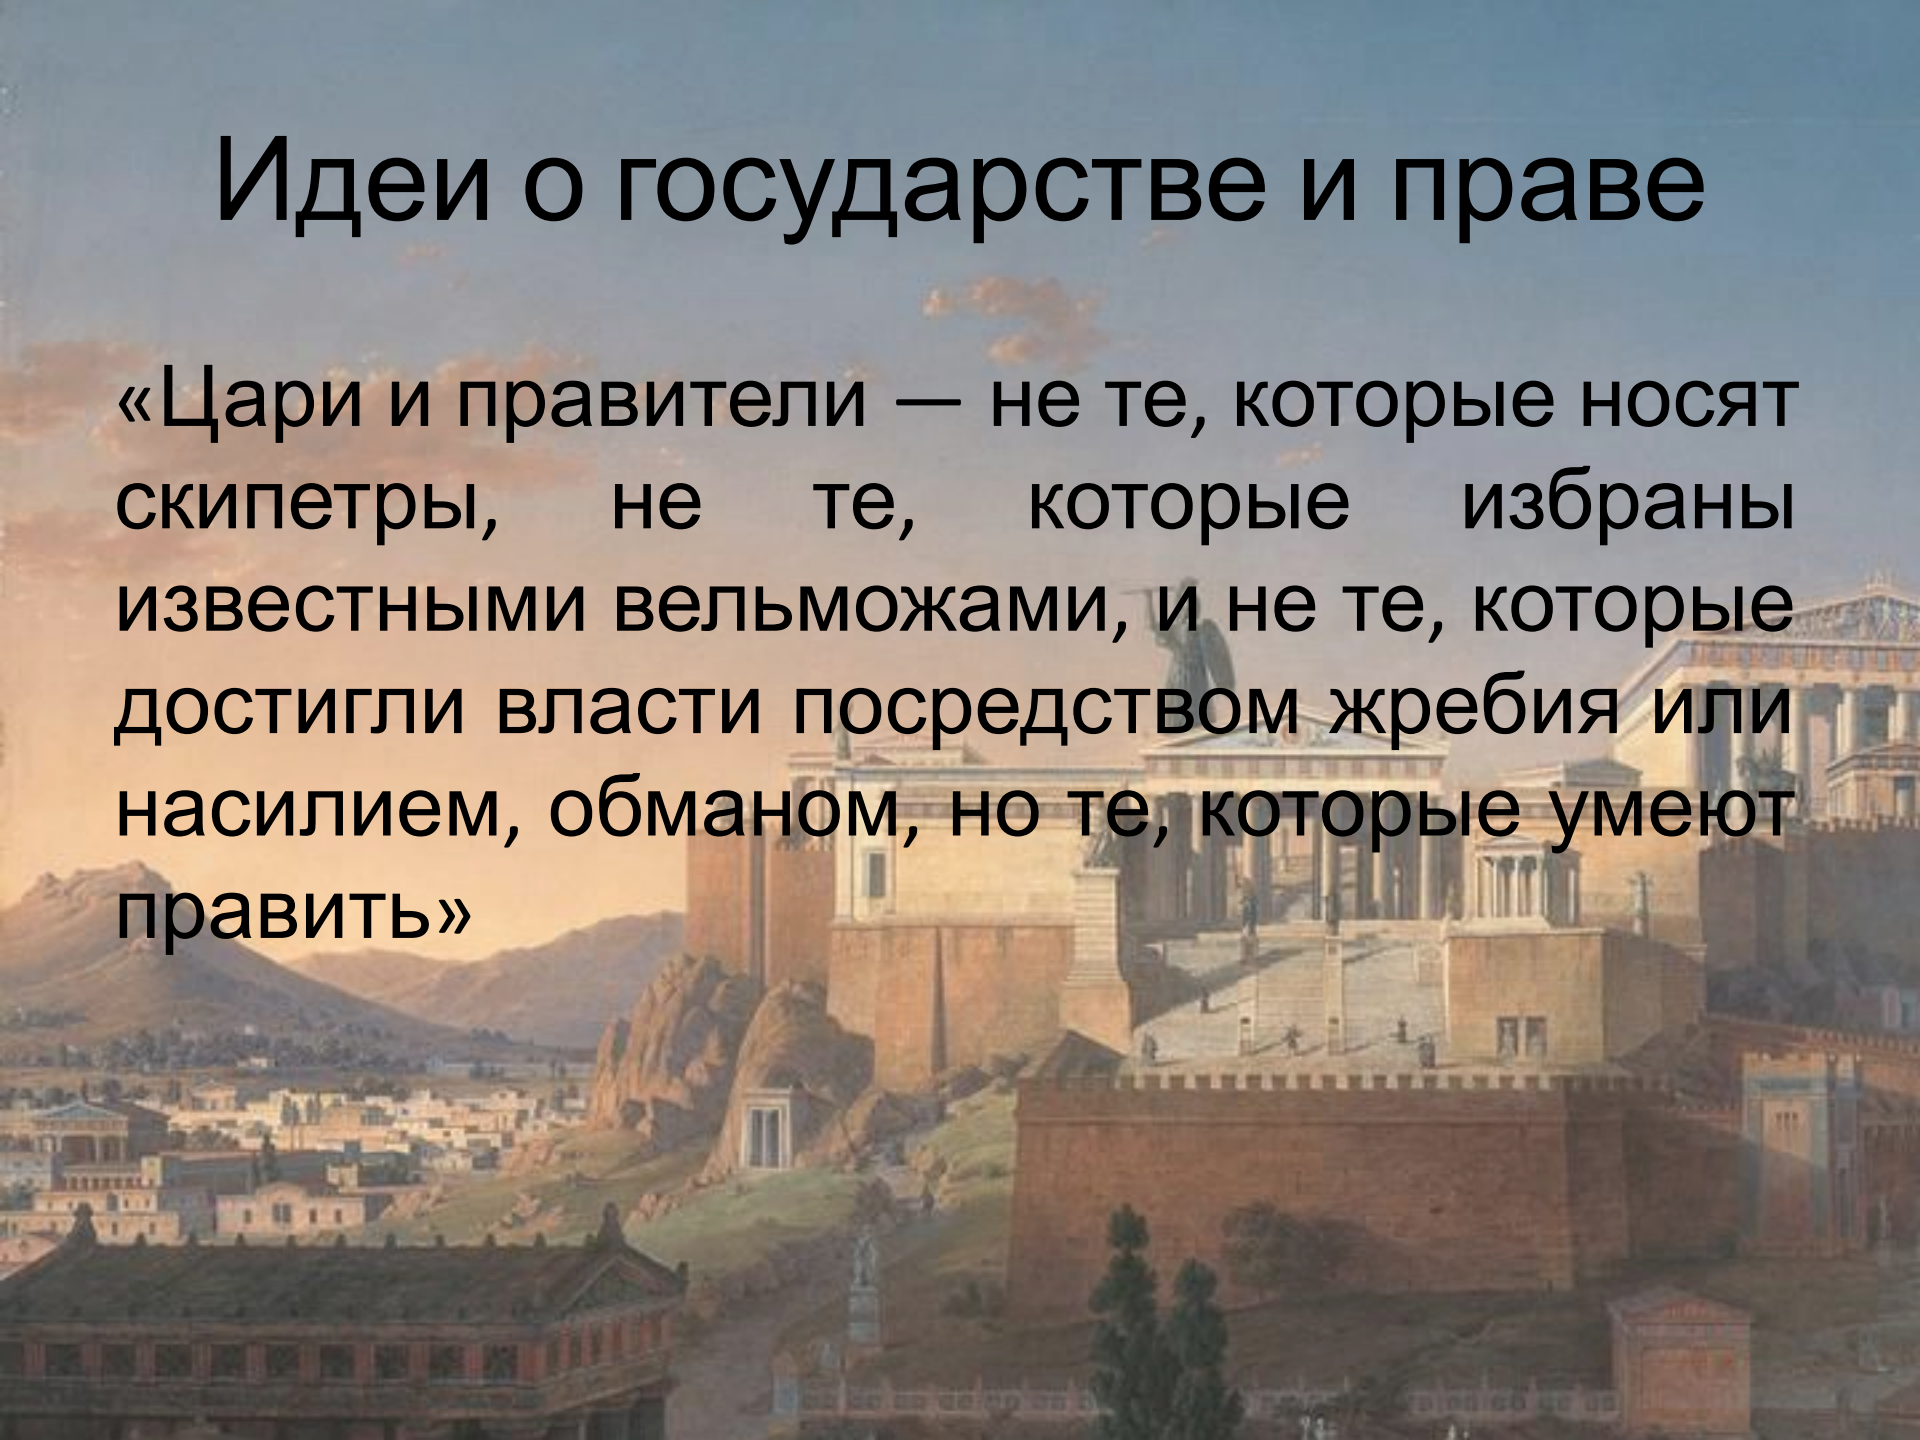 Идеи о государстве и праве
«Цари и правители — не те, которые носят
скипетры, не те, которые избраны
известными вельможами, и не те, которые
достигли власти посредством жребия или
насилием, обманом, но те, которые умеют
править»